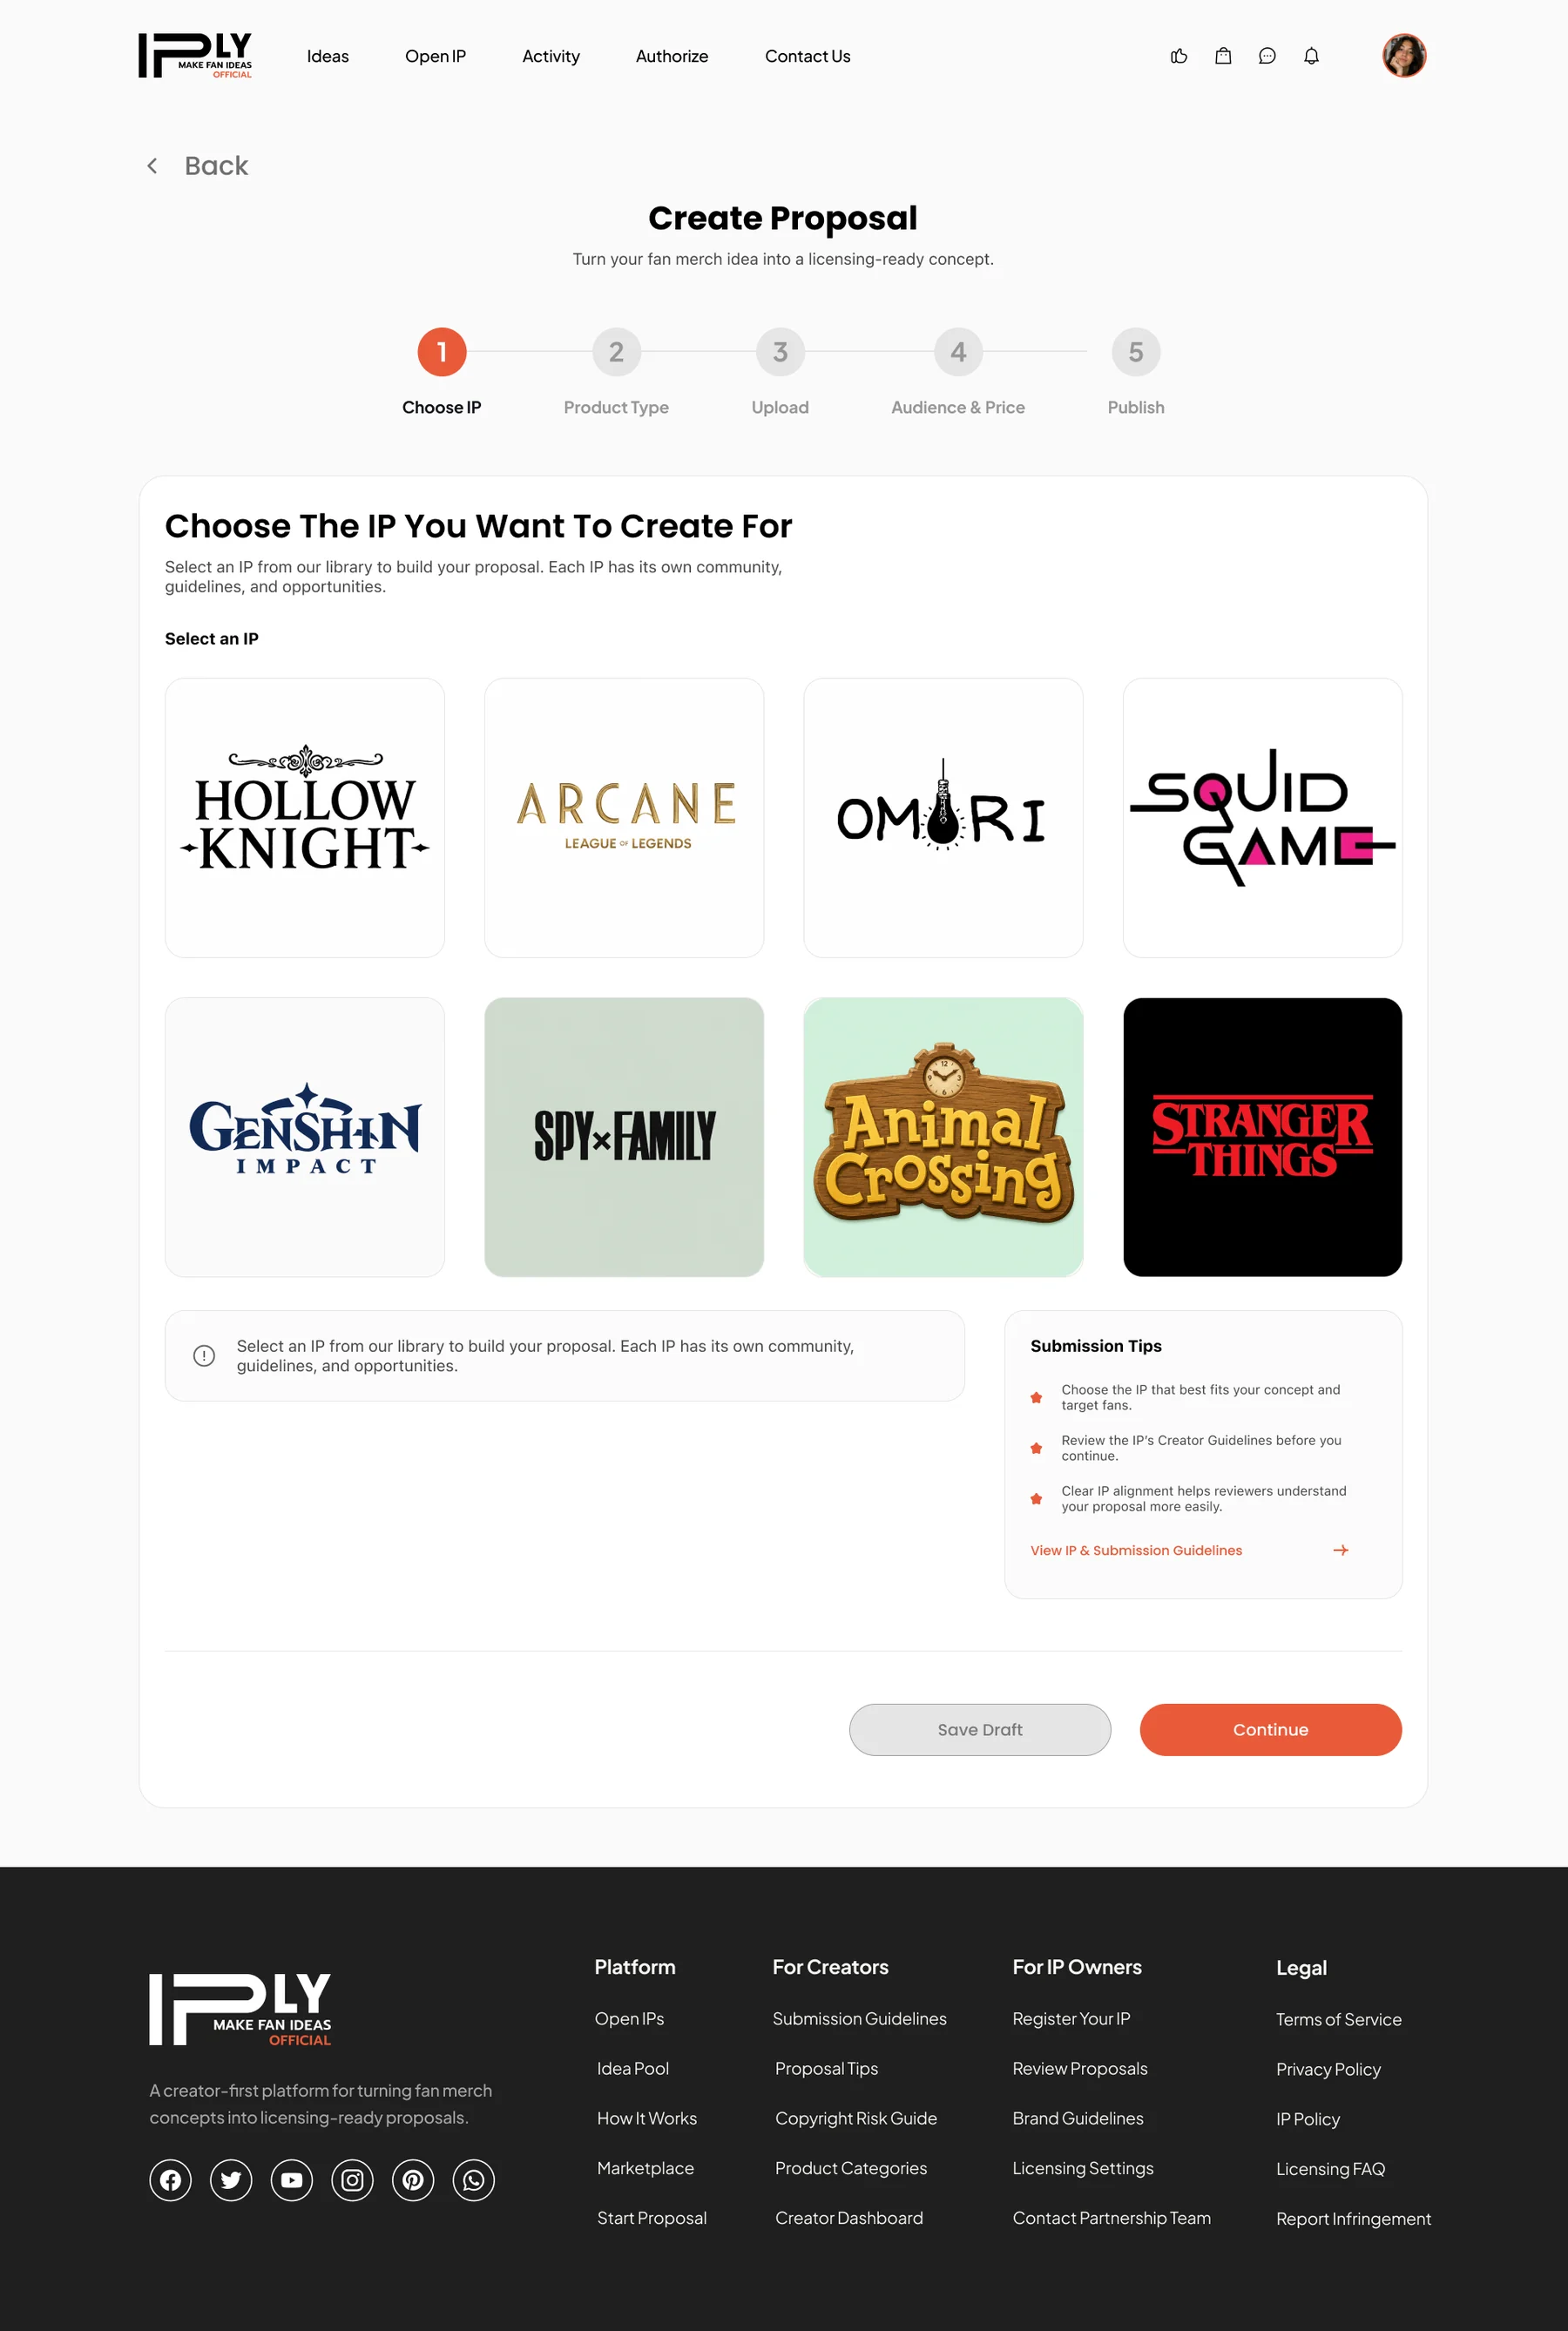 IPLY
MAKE FAN IDEAS
OFFICIAL
Ideas
Open IP
Activity
Authorize
Contact Us
Back
Create Proposal
Turn your fan merch idea into a licensing-ready concept.
1
2
3
4
5
Choose IP
Product Type
Upload
Audience & Price
Publish
Choose The IP You Want To Create For
Select an IP from our library to build your proposal. Each IP has its own community,
guidelines, and opportunities.
Select an IP
HOLLOW
KNIGHT
ARCANE
LEAGUE OF LEGENDS
OMORI
SQUID
GAME
GENSHIN
IMPACT
SPY×FAMILY
12
9
3
6
Animal
Crossing
STRANGER
THINGS
Select an IP from our library to build your proposal. Each IP has its own community,
guidelines, and opportunities.
Submission Tips
Choose the IP that best fits your concept and
target fans.
Review the IP's Creator Guidelines before you
continue.
Clear IP alignment helps reviewers understand
your proposal more easily.
View IP & Submission Guidelines
Save Draft
Continue
IPLY
MAKE FAN IDEAS
OFFICIAL
A creator-first platform for turning fan merch
concepts into licensing-ready proposals.
Platform
Open IPs
Idea Pool
How It Works
Marketplace
Start Proposal
For Creators
Submission Guidelines
Proposal Tips
Copyright Risk Guide
Product Categories
Creator Dashboard
For IP Owners
Register Your IP
Review Proposals
Brand Guidelines
Licensing Settings
Contact Partnership Team
Legal
Terms of Service
Privacy Policy
IP Policy
Licensing FAQ
Report Infringement